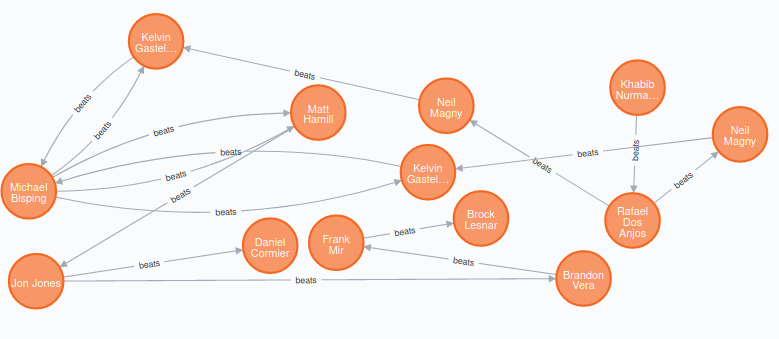 Kelvin
Gastel...
beats
Neil
Magny
Khabib
Nurma...
Matt
Hamill
beats
beats
beats
Neil
Magny
beats
beats
beats
beats
Kelvin
Gastel...
beats
beats
Michael
Bisping
beats
beats
Rafael
Dos
Anjos
Brock
Lesnar
beats
Daniel
Cormier
Frank
Mir
beats
beats
Jon Jones
beats
Brandon
Vera